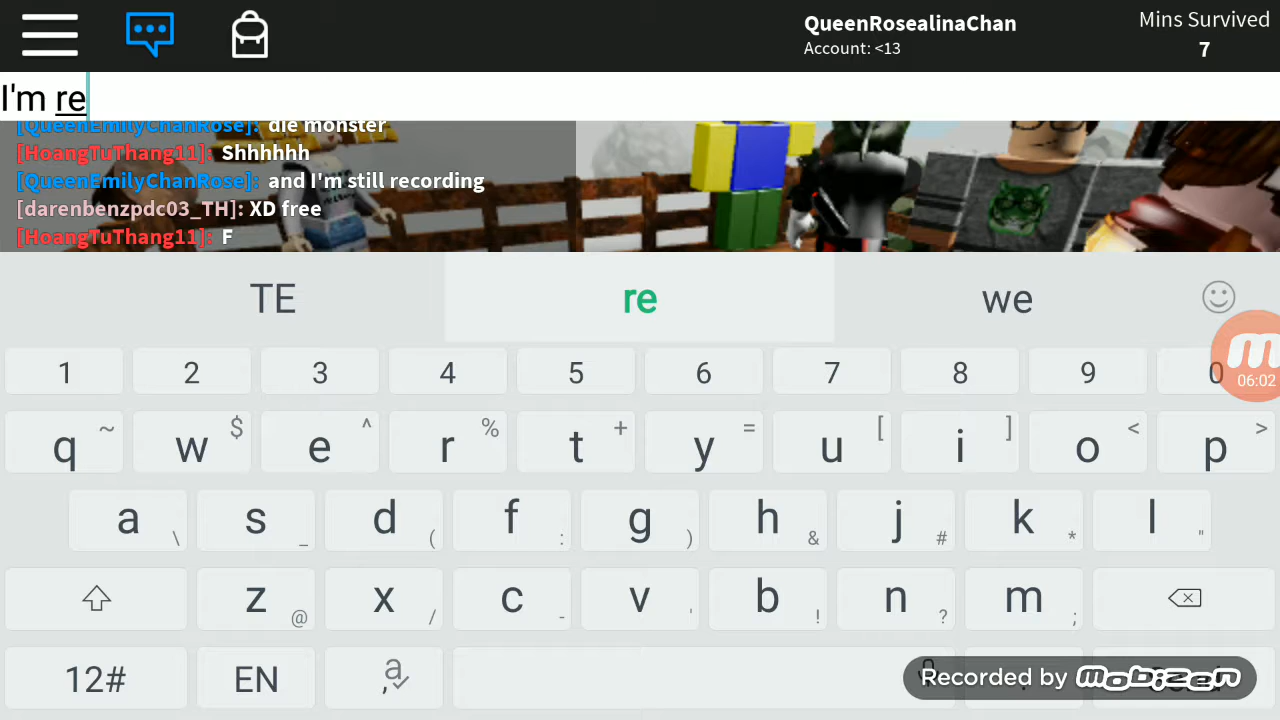 QueenRosealinaChan
Account: <13
Mins Survived
7
I'm re
[QueenEmilyChanRose]: die monster
[HoangTuThang11]: Shhhhhh
[QueenEmilyChanRose]: and I'm still recording
[darenbenzpdc03_TH]: XD free
[HoangTuThang11]: F
TE re we
1 2 3 4 5 6 7 8 9 0
06:02
q ~ w $ e ^ r % t + y = u [ i ] o < p >
a \ s _ d ( f : g ) h & j # k * l "
z @ x / c - v ' b ! n ? m ;
12# EN , a
Recorded by mobizen